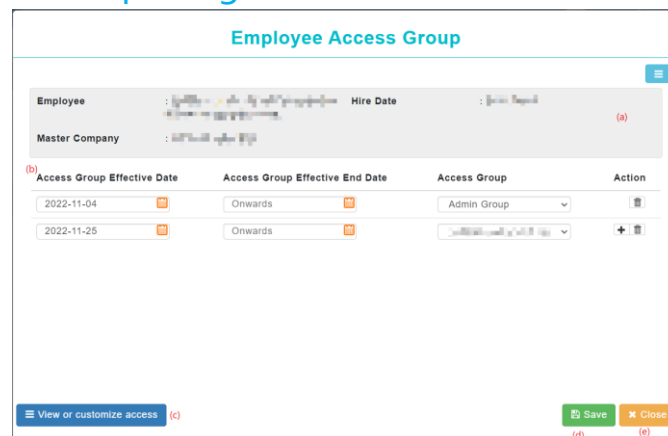 Employee Access Group
Employee : Hire Date :
(a)
Master Company :
(b)
Access Group Effective Date Access Group Effective End Date Access Group Action
2022-11-04 Onwards Admin Group
2022-11-25 Onwards
View or customize access (c) Save Close
(d) (e)